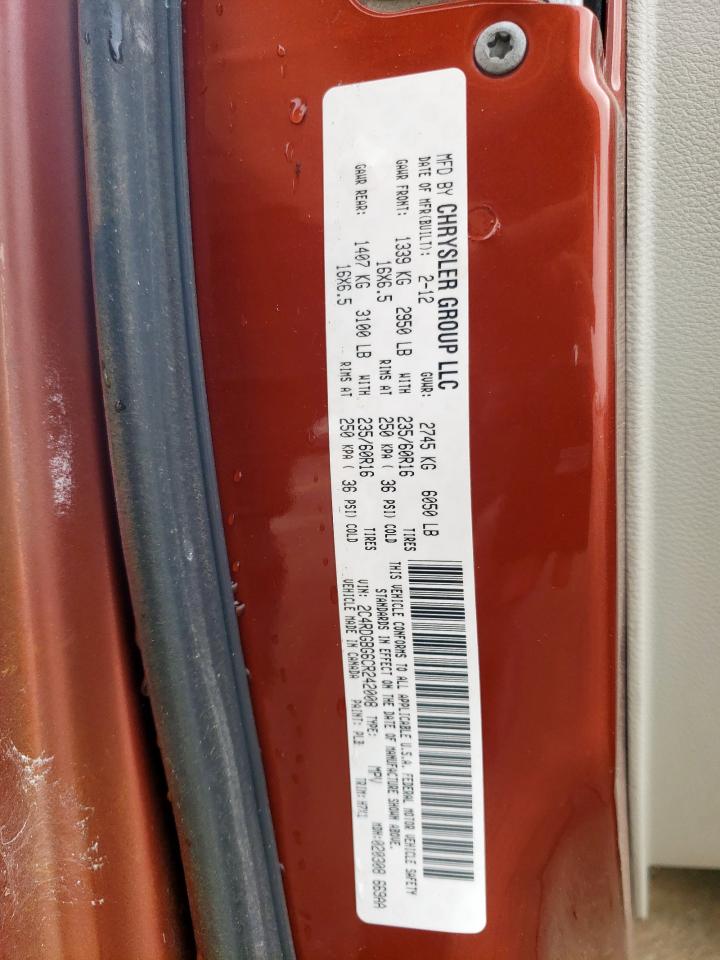 MFD BY CHRYSLER GROUP LLC
DATE OF MFR(BUILT): 2-12 GVWR: 2745 KG 6050 LB
GAWR FRONT: 1339 KG 2950 LB WITH 235/60R16 TIRES
16X6.5 RIMS AT 250 KPA ( 36 PSI) COLD
GAWR REAR: 1407 KG 3100 LB WITH 235/60R16 TIRES
16X6.5 RIMS AT 250 KPA ( 36 PSI) COLD
THIS VEHICLE CONFORMS TO ALL APPLICABLE U.S.A. FEDERAL MOTOR VEHICLE SAFETY
STANDARDS IN EFFECT ON THE DATE OF MANUFACTURE SHOWN ABOVE.
VIN: 2C4RDGBG6CR242008 TYPE: MPV MDH:020308 669AA
VEHICLE MADE IN CANADA PAINT: PLB TRIM: